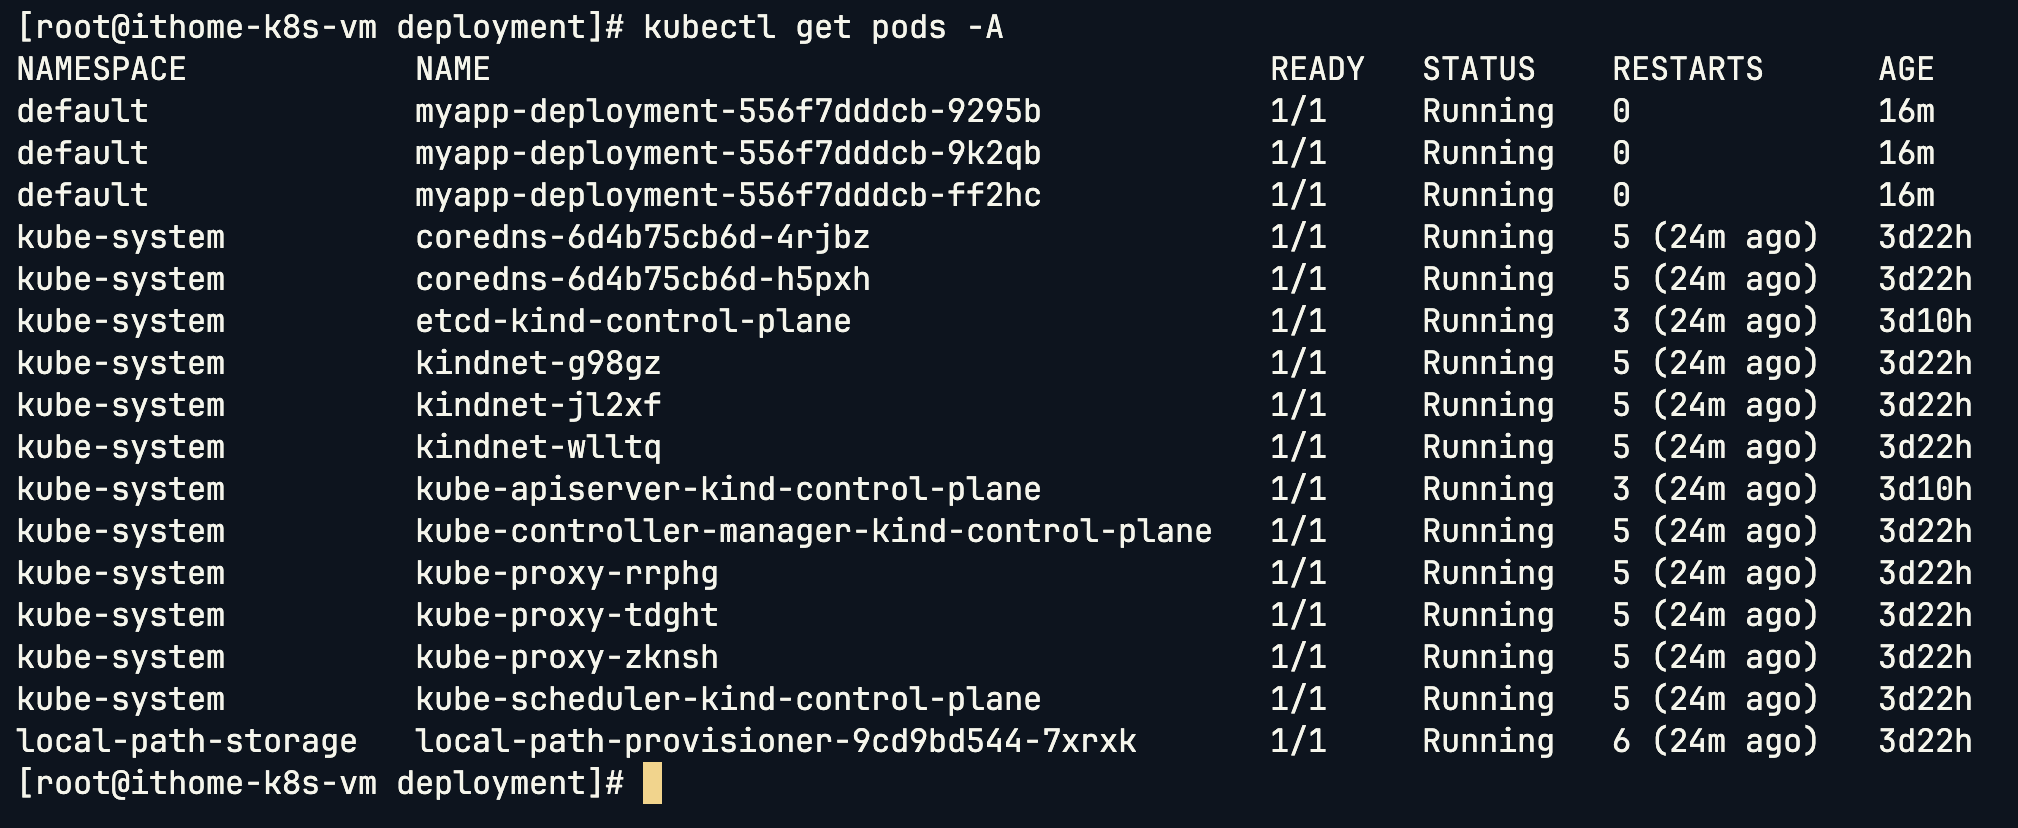 [root@ithome-k8s-vm deployment]# kubectl get pods -A
NAMESPACE            NAME                                         READY   STATUS    RESTARTS      AGE
default              myapp-deployment-556f7dddcb-9295b            1/1     Running   0             16m
default              myapp-deployment-556f7dddcb-9k2qb            1/1     Running   0             16m
default              myapp-deployment-556f7dddcb-ff2hc            1/1     Running   0             16m
kube-system          coredns-6d4b75cb6d-4rjbz                     1/1     Running   5 (24m ago)   3d22h
kube-system          coredns-6d4b75cb6d-h5pxh                     1/1     Running   5 (24m ago)   3d22h
kube-system          etcd-kind-control-plane                      1/1     Running   3 (24m ago)   3d10h
kube-system          kindnet-g98gz                                1/1     Running   5 (24m ago)   3d22h
kube-system          kindnet-jl2xf                                1/1     Running   5 (24m ago)   3d22h
kube-system          kindnet-wlltq                                1/1     Running   5 (24m ago)   3d22h
kube-system          kube-apiserver-kind-control-plane            1/1     Running   3 (24m ago)   3d10h
kube-system          kube-controller-manager-kind-control-plane   1/1     Running   5 (24m ago)   3d22h
kube-system          kube-proxy-rrphg                             1/1     Running   5 (24m ago)   3d22h
kube-system          kube-proxy-tdght                             1/1     Running   5 (24m ago)   3d22h
kube-system          kube-proxy-zknsh                             1/1     Running   5 (24m ago)   3d22h
kube-system          kube-scheduler-kind-control-plane            1/1     Running   5 (24m ago)   3d22h
local-path-storage   local-path-provisioner-9cd9bd544-7xrxk       1/1     Running   6 (24m ago)   3d22h
[root@ithome-k8s-vm deployment]#